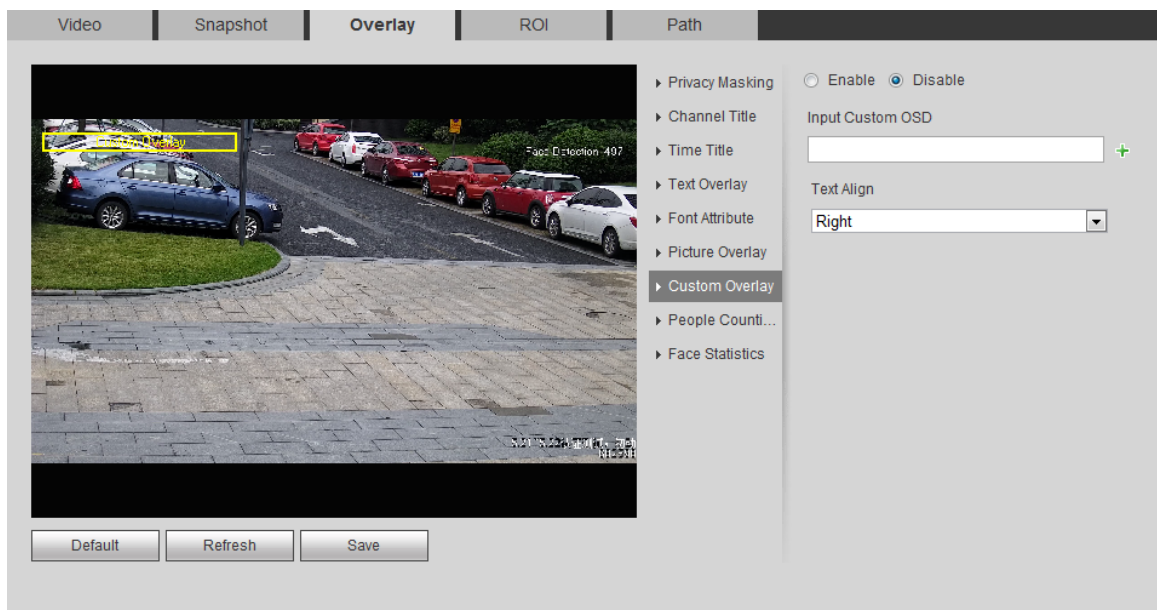 Video
Snapshot
Overlay
ROI
Path
Custom Overlay
Face Detection 497
Privacy Masking
Channel Title
Time Title
Text Overlay
Font Attribute
Picture Overlay
Custom Overlay
People Counti...
Face Statistics
Enable
Disable
Input Custom OSD
Text Align
Right
Default
Refresh
Save